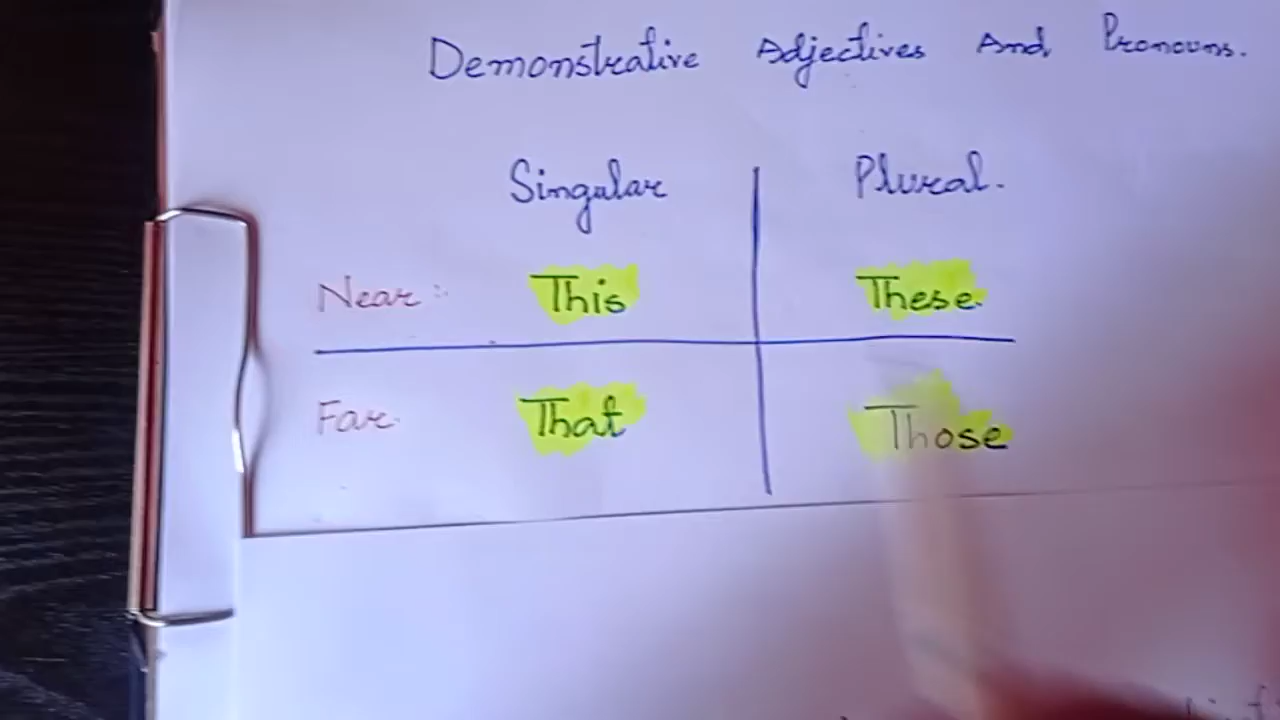 Demonstrative Adjectives And Pronouns.
Singular Plural.
Near: This These.
Far. That Those